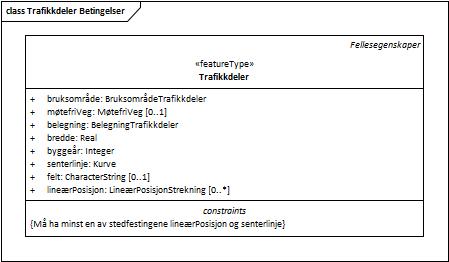 class Trafikkdeler Betingelser
Fellesegenskaper
«featureType»
Trafikkdeler
+ bruksområde: BruksområdeTrafikkdeler
+ møtefriVeg: MøtefriVeg [0..1]
+ belegning: BelegningTrafikkdeler
+ bredde: Real
+ byggeår: Integer
+ senterlinje: Kurve
+ felt: CharacterString [0..1]
+ lineærPosisjon: LineærPosisjonStrekning [0..*]
constraints
{Må ha minst en av stedfestingene lineærPosisjon og senterlinje}